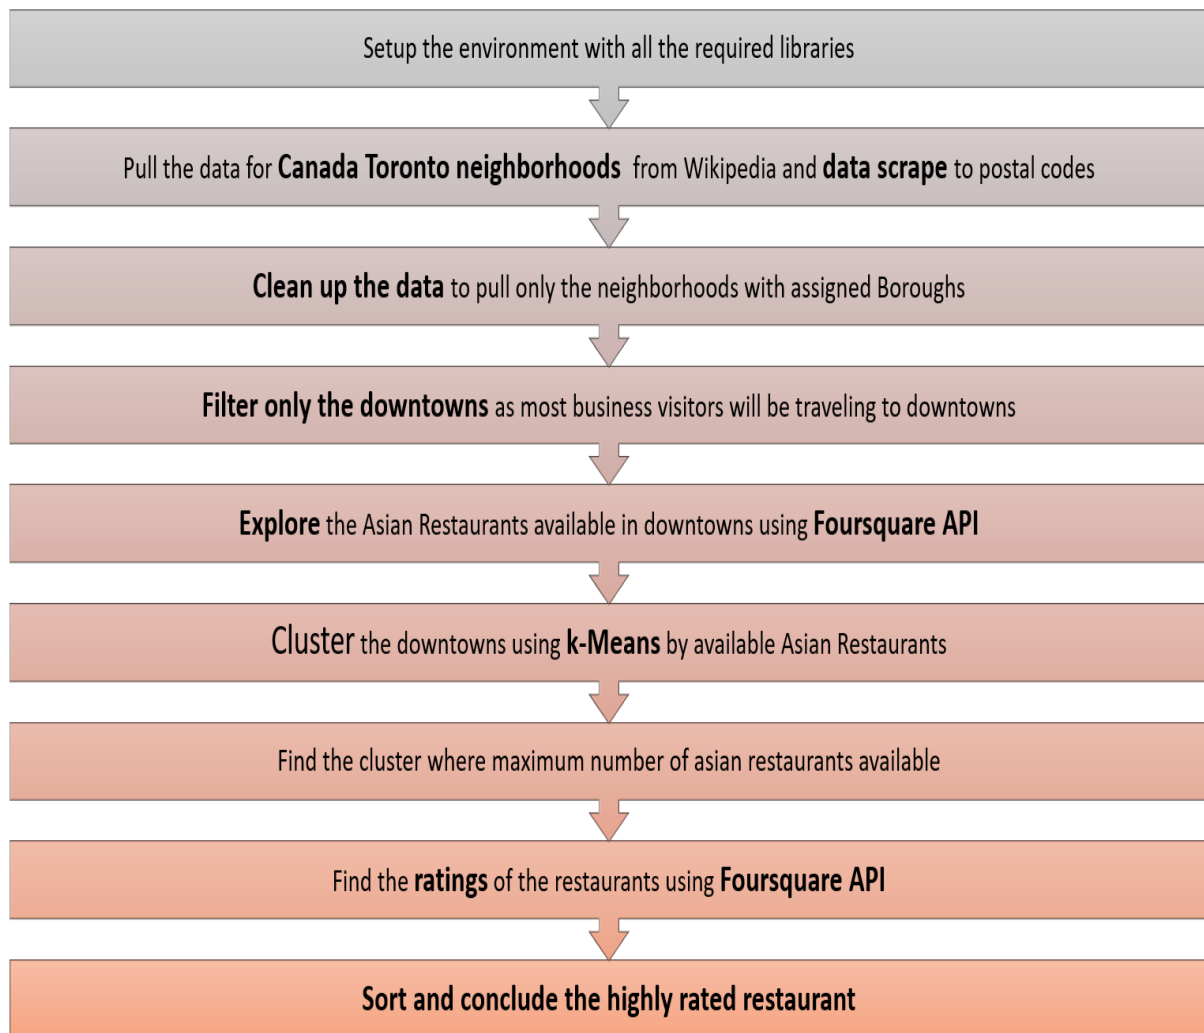 Setup the environment with all the required libraries
Pull the data for Canada Toronto neighborhoods from Wikipedia and data scrape to postal codes
Clean up the data to pull only the neighborhoods with assigned Boroughs
Filter only the downtowns as most business visitors will be traveling to downtowns
Explore the Asian Restaurants available in downtowns using Foursquare API
Cluster the downtowns using k-Means by available Asian Restaurants
Find the cluster where maximum number of asian restaurants available
Find the ratings of the restaurants using Foursquare API
Sort and conclude the highly rated restaurant